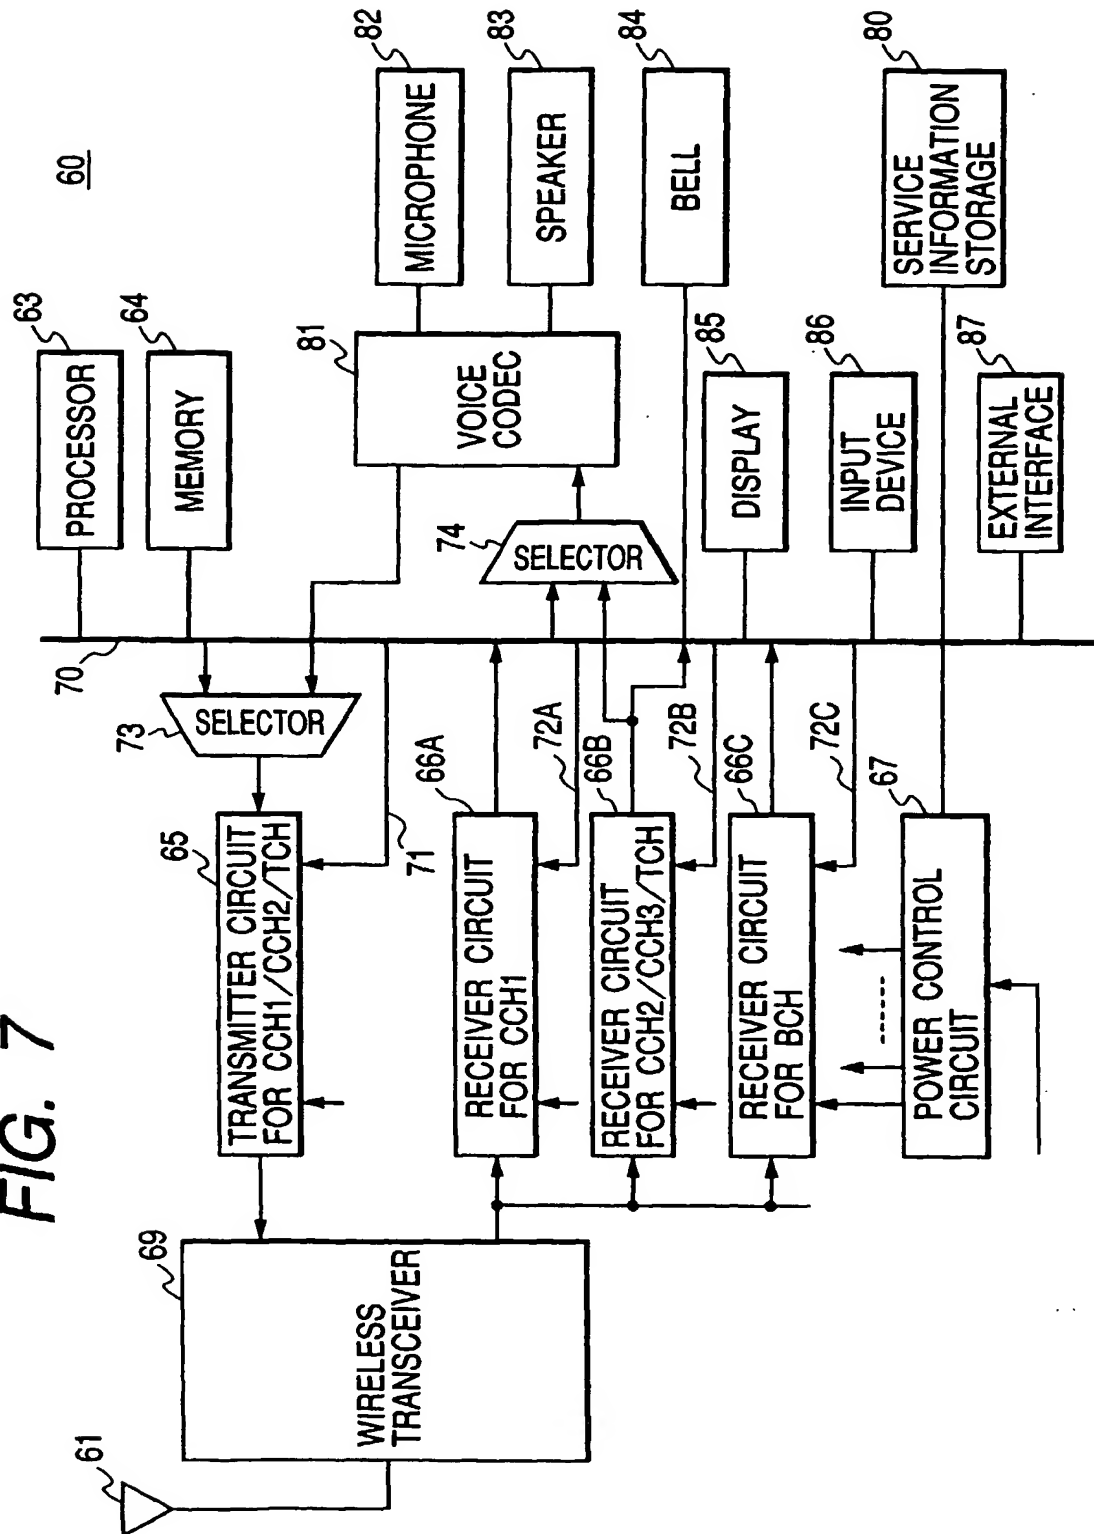 FIG. 7
60
61
69
WIRELESS
TRANSCEIVER
65
TRANSMITTER CIRCUIT
FOR CCH1/CCH2/TCH
71
73
SELECTOR
70
63
PROCESSOR
64
MEMORY
66A
RECEIVER CIRCUIT
FOR CCH1
72A
66B
RECEIVER CIRCUIT
FOR CCH2/CCH3/TCH
72B
66C
RECEIVER CIRCUIT
FOR BCH
72C
67
POWER CONTROL
CIRCUIT
74
SELECTOR
81
VOICE
CODEC
82
MICROPHONE
83
SPEAKER
84
BELL
85
DISPLAY
86
INPUT
DEVICE
80
SERVICE
INFORMATION
STORAGE
87
EXTERNAL
INTERFACE